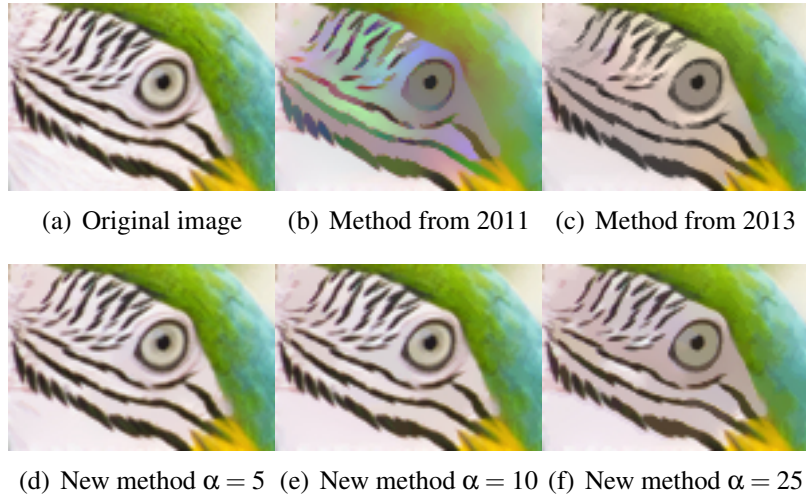 (a) Original image
(b) Method from 2011
(c) Method from 2013
(d) New method α = 5
(e) New method α = 10
(f) New method α = 25